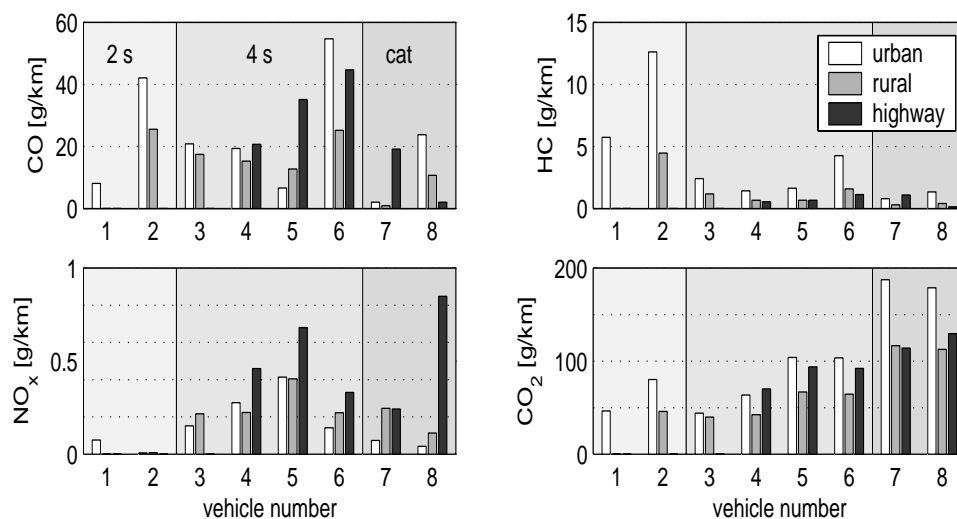 60
40
20
0
CO [g/km]
2 s
4 s
cat
1 2 3 4 5 6 7 8
15
10
5
0
HC [g/km]
urban
rural
highway
1 2 3 4 5 6 7 8
1
0.5
0
NOx [g/km]
1 2 3 4 5 6 7 8
vehicle number
200
100
0
CO2 [g/km]
1 2 3 4 5 6 7 8
vehicle number